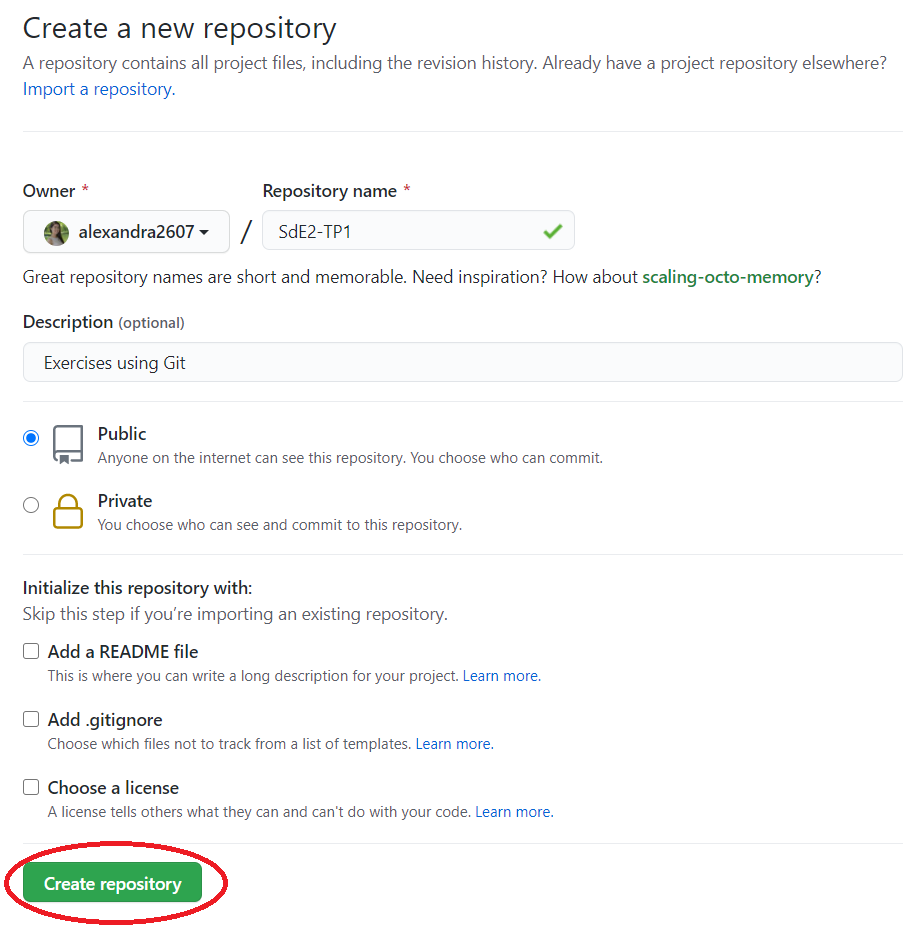 Create a new repository
A repository contains all project files, including the revision history. Already have a project repository elsewhere?
Import a repository.
Owner * Repository name *
alexandra2607 / SdE2-TP1
Great repository names are short and memorable. Need inspiration? How about scaling-octo-memory?
Description (optional)
Exercises using Git
Public
Anyone on the internet can see this repository. You choose who can commit.
Private
You choose who can see and commit to this repository.
Initialize this repository with:
Skip this step if you’re importing an existing repository.
Add a README file
This is where you can write a long description for your project. Learn more.
Add .gitignore
Choose which files not to track from a list of templates. Learn more.
Choose a license
A license tells others what they can and can't do with your code. Learn more.
Create repository